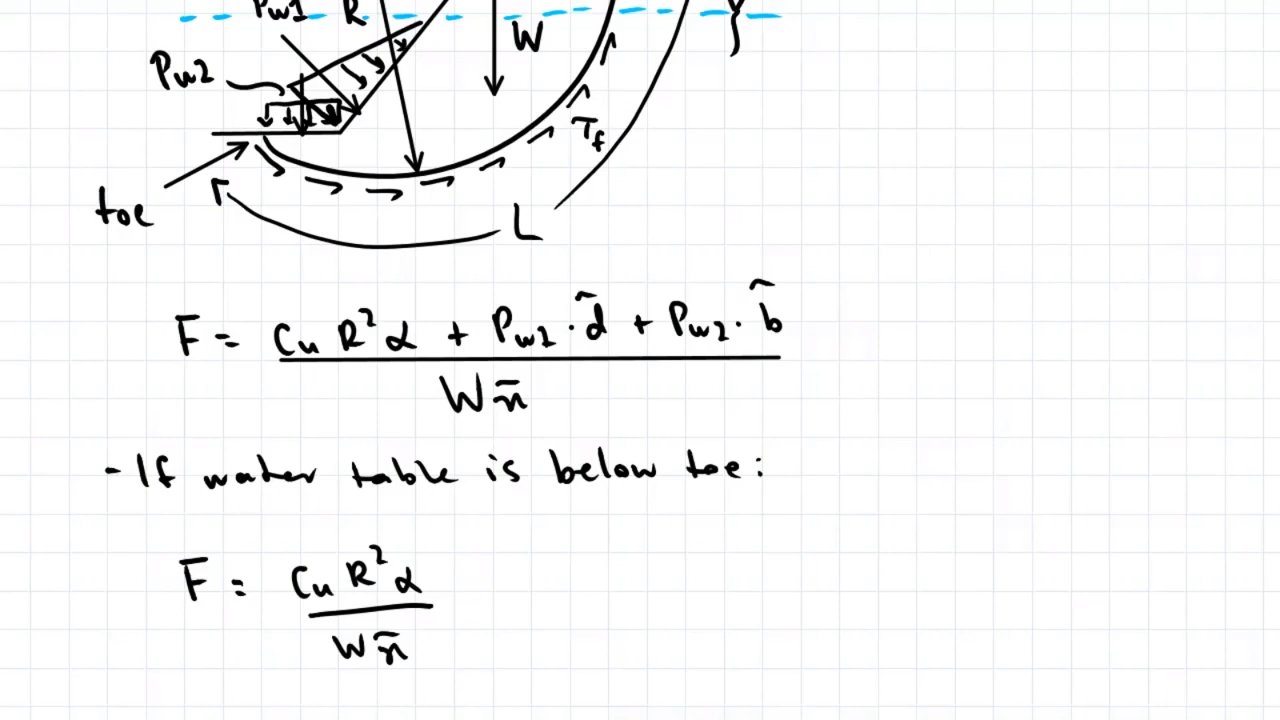 Pw1 R
W
Pw2
τf
toe
L
F = Cu R² α + Pw1 · d̂ + Pw2 · b̂
W x̄
- If water table is below toe:
F = Cu R² α
W x̄